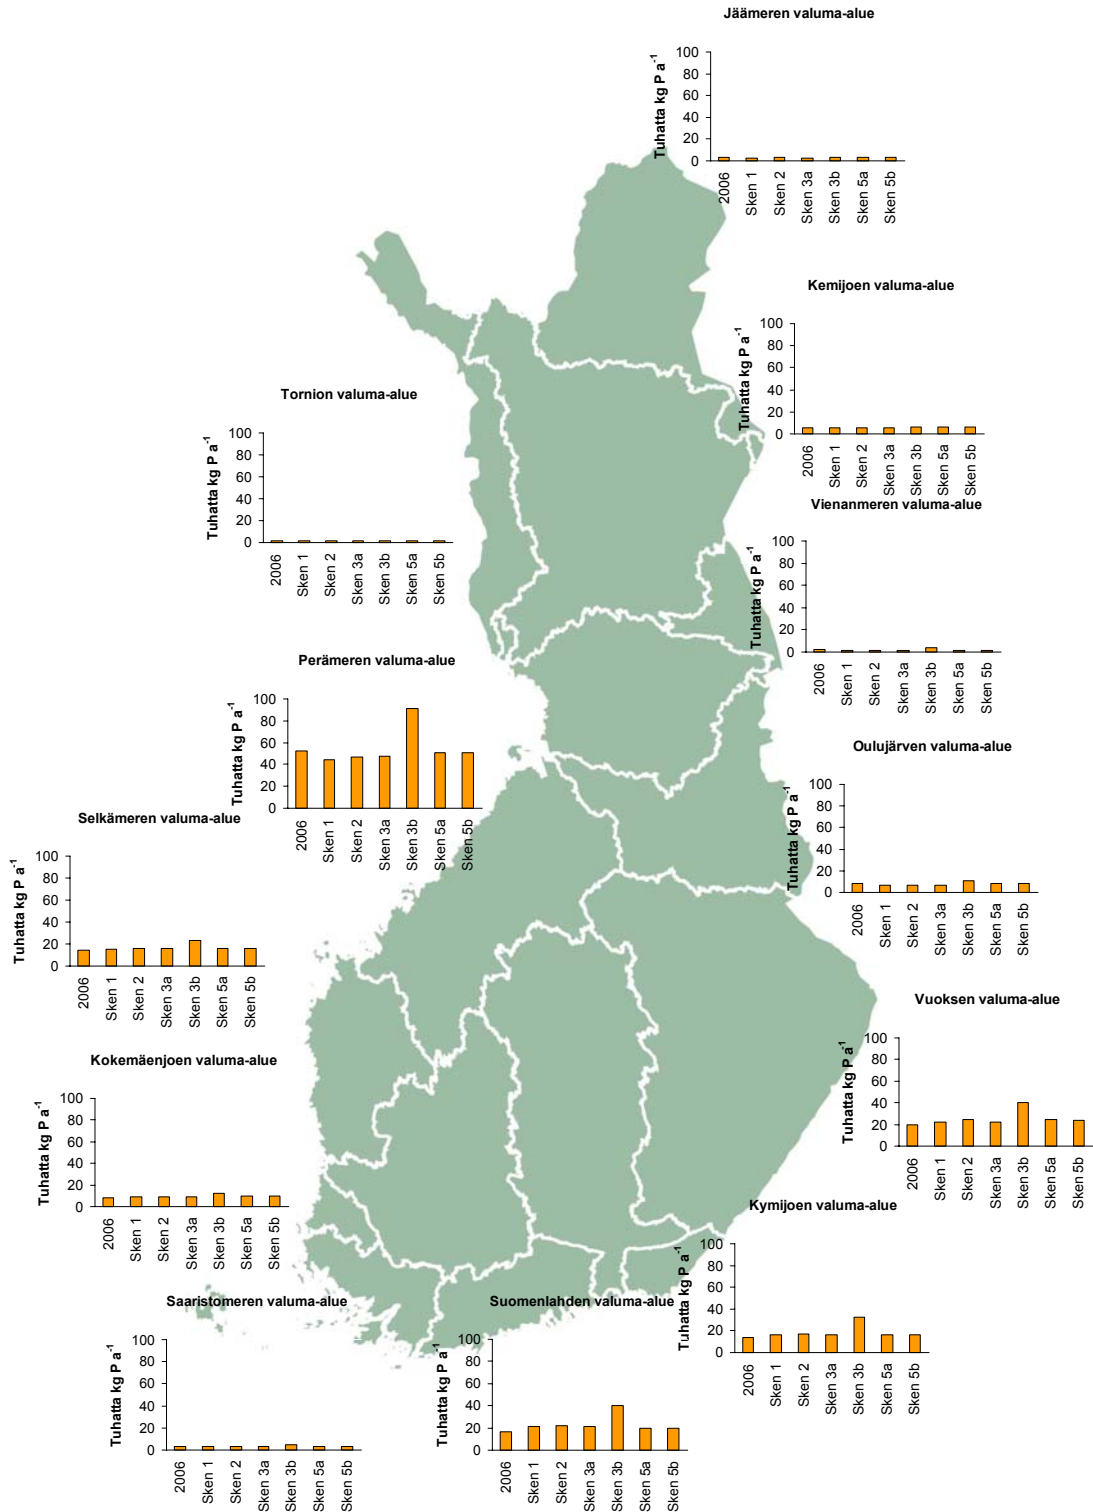 Jäämeren valuma-alue
Tuhatta kg P a⁻¹
100
80
60
40
20
0
2006
Sken 1
Sken 2
Sken 3a
Sken 3b
Sken 5a
Sken 5b
Kemijoen valuma-alue
Tuhatta kg P a⁻¹
100
80
60
40
20
0
2006
Sken 1
Sken 2
Sken 3a
Sken 3b
Sken 5a
Sken 5b
Tornion valuma-alue
Tuhatta kg P a⁻¹
100
80
60
40
20
0
2006
Sken 1
Sken 2
Sken 3a
Sken 3b
Sken 5a
Sken 5b
Vienanmeren valuma-alue
Tuhatta kg P a⁻¹
100
80
60
40
20
0
2006
Sken 1
Sken 2
Sken 3a
Sken 3b
Sken 5a
Sken 5b
Perämeren valuma-alue
Tuhatta kg P a⁻¹
100
80
60
40
20
0
2006
Sken 1
Sken 2
Sken 3a
Sken 3b
Sken 5a
Sken 5b
Oulujärven valuma-alue
Tuhatta kg P a⁻¹
100
80
60
40
20
0
2006
Sken 1
Sken 2
Sken 3a
Sken 3b
Sken 5a
Sken 5b
Selkämeren valuma-alue
Tuhatta kg P a⁻¹
100
80
60
40
20
0
2006
Sken 1
Sken 2
Sken 3a
Sken 3b
Sken 5a
Sken 5b
Vuoksen valuma-alue
Tuhatta kg P a⁻¹
100
80
60
40
20
0
2006
Sken 1
Sken 2
Sken 3a
Sken 3b
Sken 5a
Sken 5b
Kokemäenjoen valuma-alue
Tuhatta kg P a⁻¹
100
80
60
40
20
0
2006
Sken 1
Sken 2
Sken 3a
Sken 3b
Sken 5a
Sken 5b
Kymijoen valuma-alue
Tuhatta kg P a⁻¹
100
80
60
40
20
0
2006
Sken 1
Sken 2
Sken 3a
Sken 3b
Sken 5a
Sken 5b
Saaristomeren valuma-alue
Tuhatta kg P a⁻¹
100
80
60
40
20
0
2006
Sken 1
Sken 2
Sken 3a
Sken 3b
Sken 5a
Sken 5b
Suomenlahden valuma-alue
Tuhatta kg P a⁻¹
100
80
60
40
20
0
2006
Sken 1
Sken 2
Sken 3a
Sken 3b
Sken 5a
Sken 5b